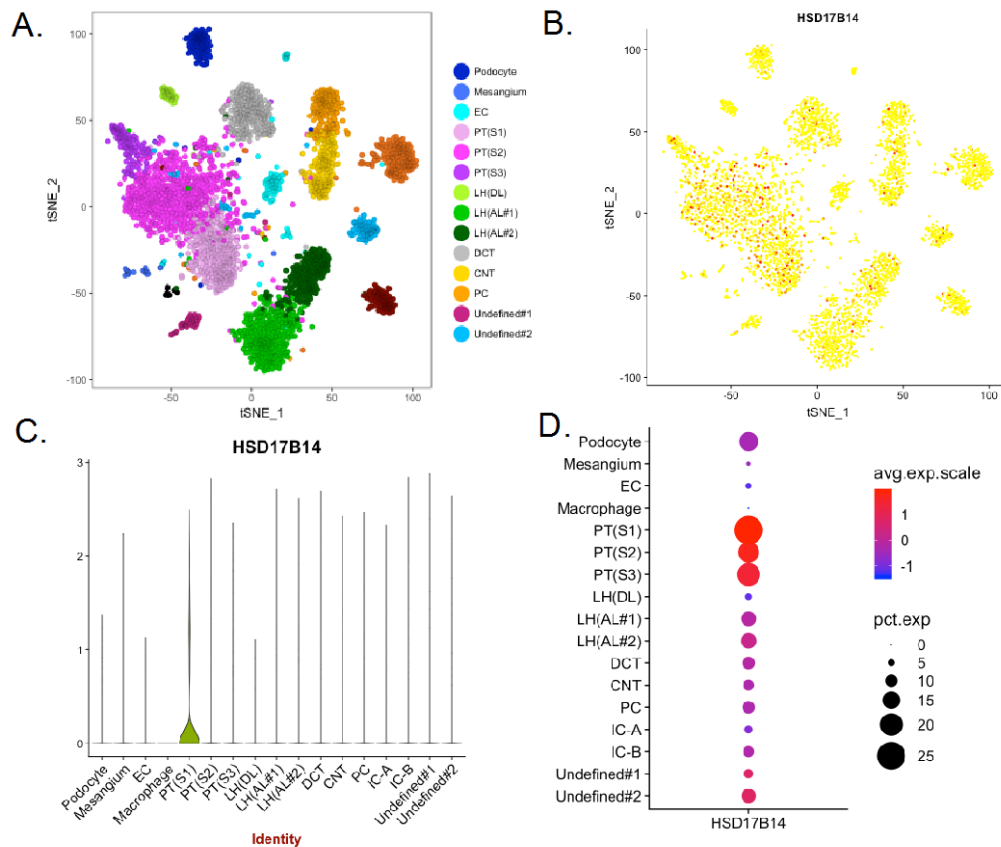 A.
100
50
0
-50
-100
tSNE_2
-50
0
50
100
tSNE_1
Podocyte
Mesangium
EC
PT(S1)
PT(S2)
PT(S3)
LH(DL)
LH(AL#1)
LH(AL#2)
DCT
CNT
PC
Undefined#1
Undefined#2
B.
HSD17B14
100
50
0
-50
-100
tSNE_2
-50
0
50
100
tSNE_1
C.
HSD17B14
3
2
1
0
Podocyte
Mesangium
EC
Macrophage
PT(S1)
PT(S2)
PT(S3)
LH(DL)
LH(AL#1)
LH(AL#2)
DCT
CNT
PC
IC-A
IC-B
Undefined#1
Undefined#2
Identity
D.
Podocyte
Mesangium
EC
Macrophage
PT(S1)
PT(S2)
PT(S3)
LH(DL)
LH(AL#1)
LH(AL#2)
DCT
CNT
PC
IC-A
IC-B
Undefined#1
Undefined#2
HSD17B14
avg.exp.scale
1
0
-1
pct.exp
0
5
10
15
20
25